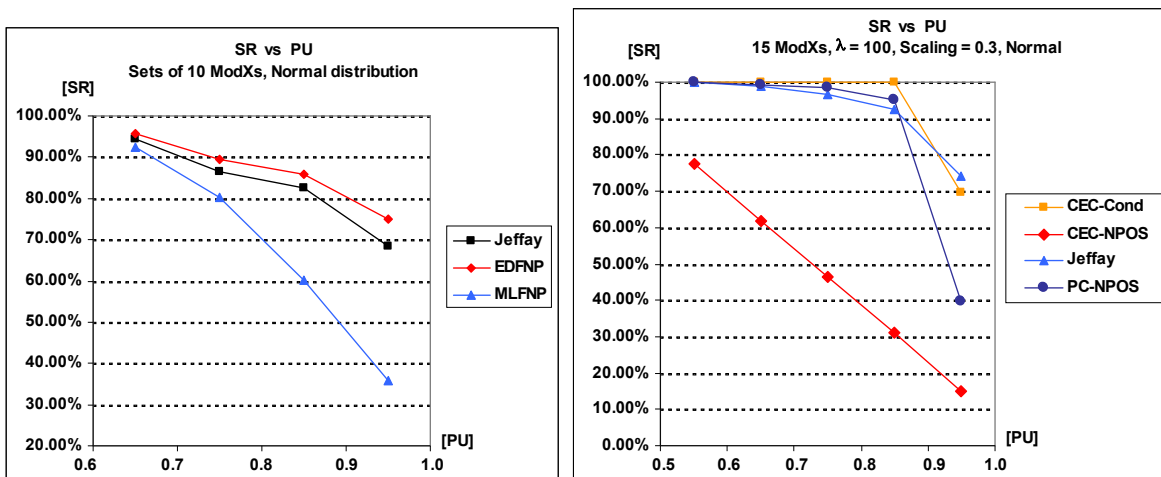 SR vs PU
Sets of 10 ModXs, Normal distribution
[SR]
100.00%
90.00%
80.00%
70.00%
60.00%
50.00%
40.00%
30.00%
20.00%
0.6 0.7 0.8 0.9 1.0
[PU]
Jeffay
EDFNP
MLFNP
SR vs PU
15 ModXs, λ = 100, Scaling = 0.3, Normal
[SR]
100.00%
90.00%
80.00%
70.00%
60.00%
50.00%
40.00%
30.00%
20.00%
10.00%
0.00%
0.5 0.6 0.7 0.8 0.9 1.0
[PU]
CEC-Cond
CEC-NPOS
Jeffay
PC-NPOS